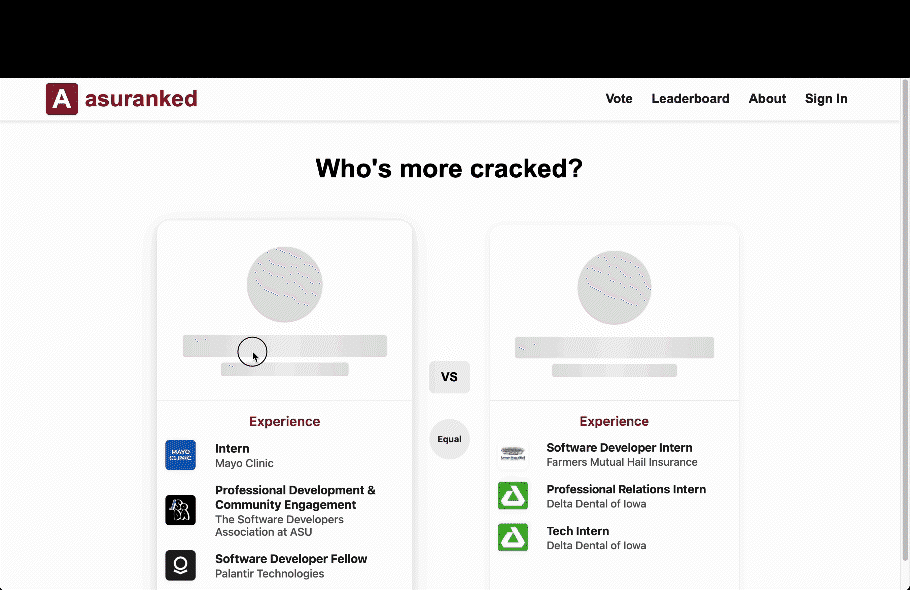 A asuranked
Vote Leaderboard About Sign In
Who's more cracked?
Experience
MAYO
CLINIC
Intern
Mayo Clinic
Professional Development &
Community Engagement
The Software Developers
Association at ASU
Software Developer Fellow
Palantir Technologies
VS
Equal
Experience
Software Developer Intern
Farmers Mutual Hail Insurance
Professional Relations Intern
Delta Dental of Iowa
Tech Intern
Delta Dental of Iowa